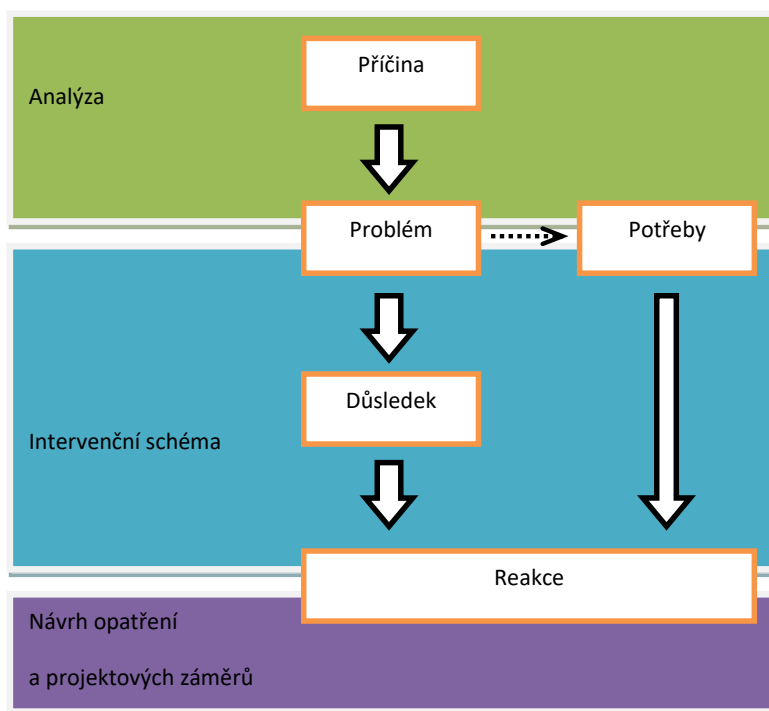 Příčina
Analýza
Problém
Potřeby
Důsledek
Intervenční schéma
Reakce
Návrh opatření
a projektových záměrů